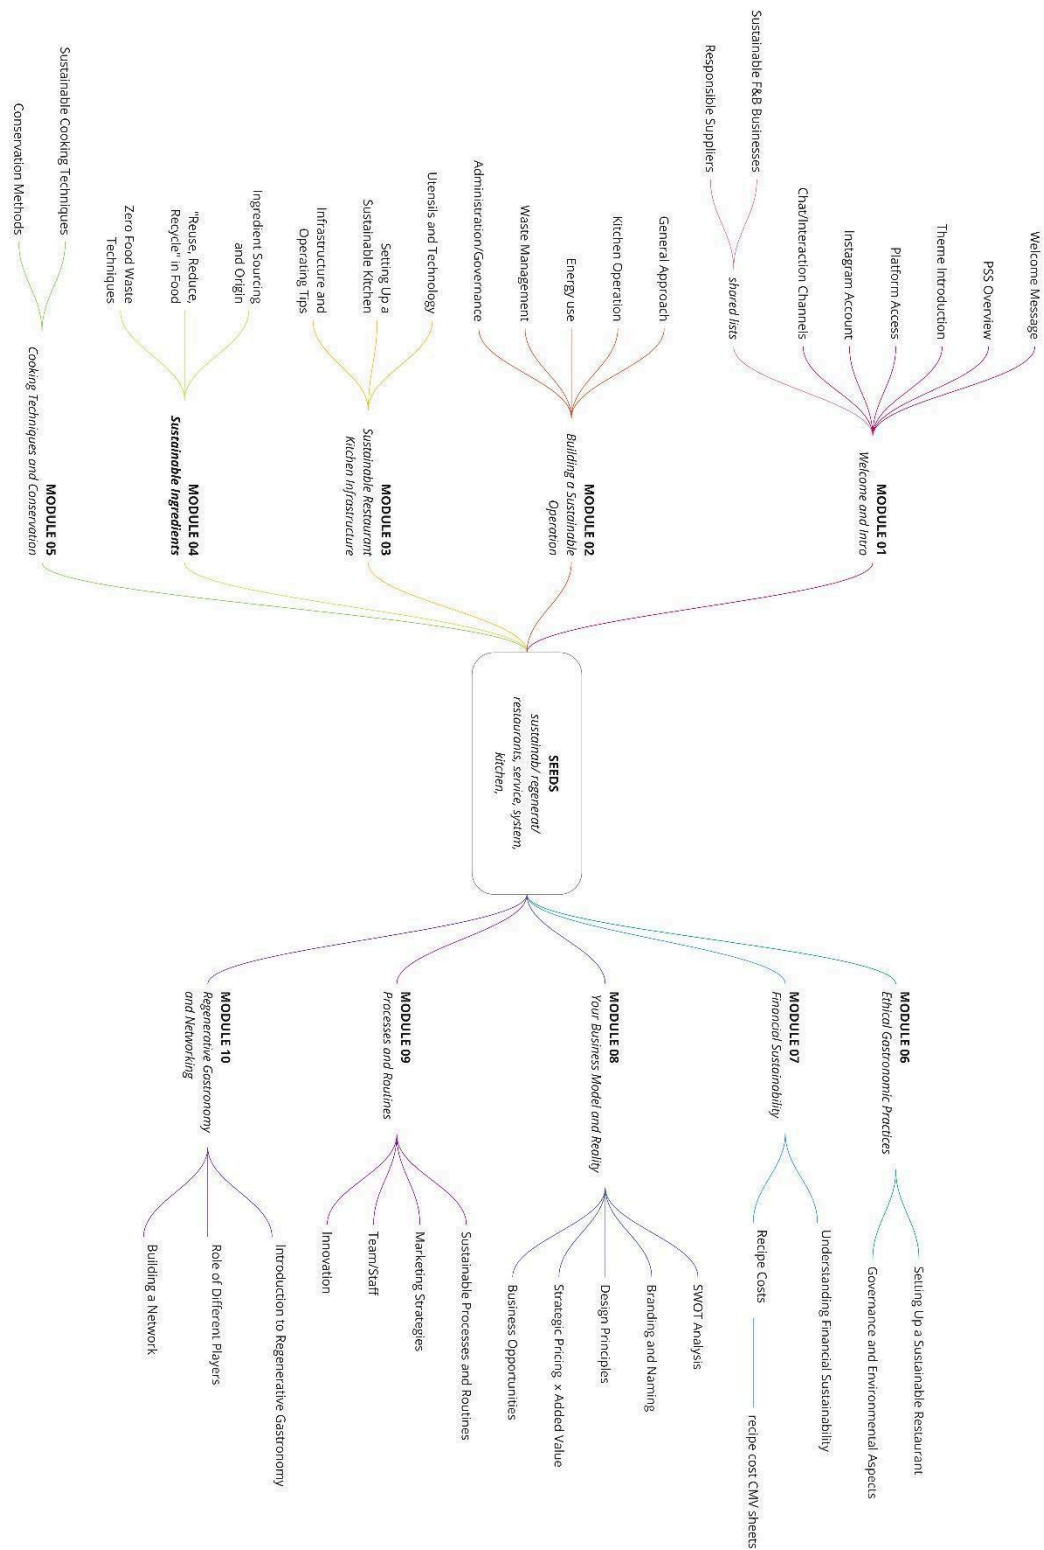 SEEDS
sustainab/ regenerat/
restaurants, service, system,
kitchen,
MODULE 01
Welcome and Intro
Welcome Message
PSS Overview
Theme Introduction
Platform Access
Instagram Account
Chat/Interaction Channels
shared lists
Sustainable F&B Businesses
Responsible Suppliers
MODULE 02
Building a Sustainable
Operation
General Approach
Kitchen Operation
Energy use
Waste Management
Administration/Governance
MODULE 03
Sustainable Restaurant
Kitchen Infrastructure
Utensils and Technology
Setting Up a
Sustainable Kitchen
Infrastructure and
Operating Tips
MODULE 04
Sustainable Ingredients
Ingredient Sourcing
and Origin
"Reuse, Reduce,
Recycle" in Food
Zero Food Waste
Techniques
MODULE 05
Cooking Techniques and Conservation
Sustainable Cooking Techniques
Conservation Methods
MODULE 06
Ethical Gastronomic Practices
Setting Up a Sustainable Restaurant
Governance and Environmental Aspects
MODULE 07
Financial Sustainability
Understanding Financial Sustainability
Recipe Costs
recipe cost CMV sheets
MODULE 08
Your Business Model and Reality
SWOT Analysis
Branding and Naming
Design Principles
Strategic Pricing x Added Value
Business Opportunities
MODULE 09
Processes and Routines
Sustainable Processes and Routines
Marketing Strategies
Team/Staff
Innovation
MODULE 10
Regenerative Gastronomy
and Networking
Introduction to Regenerative Gastronomy
Role of Different Players
Building a Network